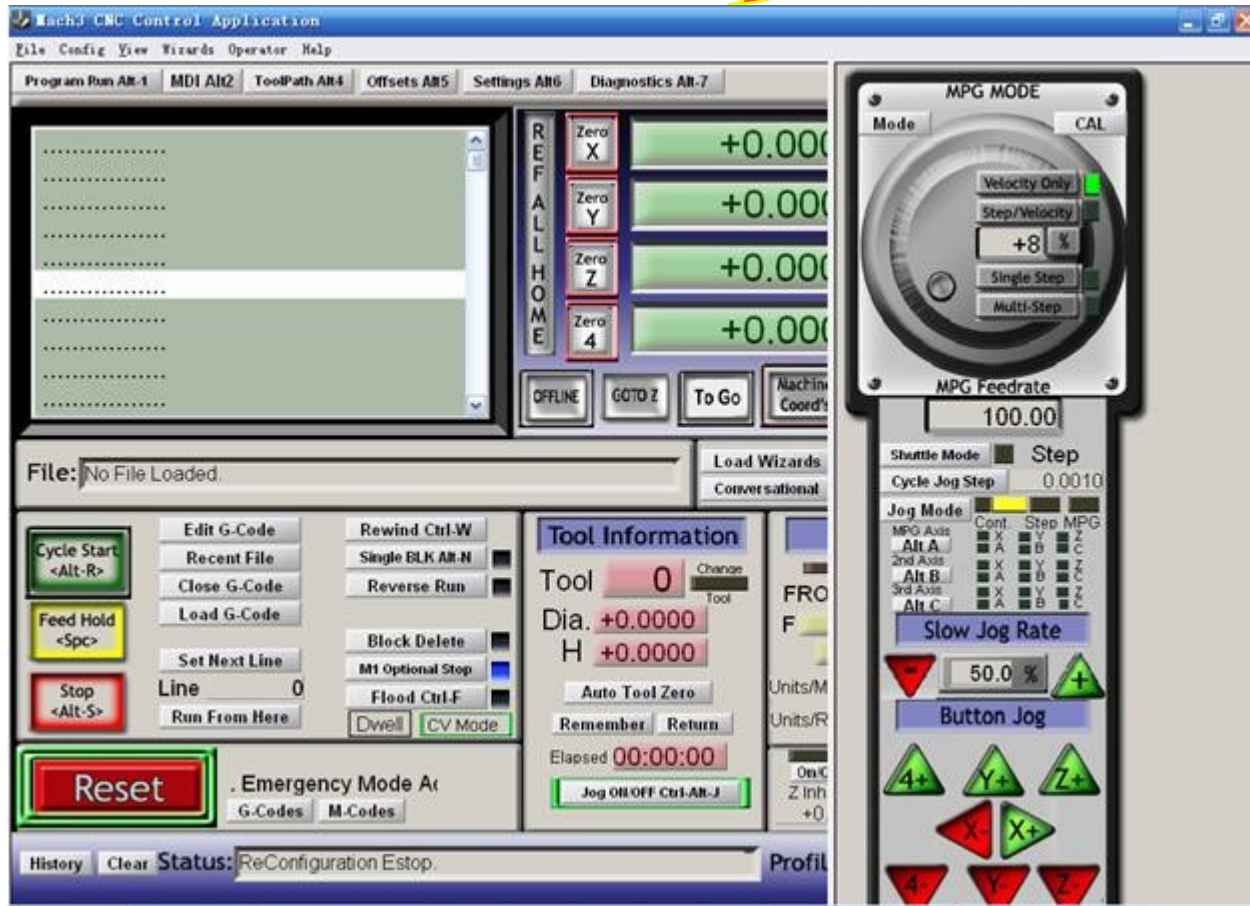 Mach3 CNC Control Application
File Config View Wizards Operator Help
Program Run Alt-1 MDI Alt2 ToolPath Alt4 Offsets Alt5 Settings Alt6 Diagnostics Alt-7
REF ALL HOME
Zero X +0.000
Zero Y +0.000
Zero Z +0.000
Zero 4 +0.000
OFFLINE GOTO Z To Go Machine Coord's
File: No File Loaded.
Load Wizards
Conversational
Cycle Start <Alt-R>
Feed Hold <Spc>
Stop <Alt-S>
Edit G-Code
Recent File
Close G-Code
Load G-Code
Set Next Line
Line 0
Run From Here
Rewind Ctrl-W
Single BLK Alt-N
Reverse Run
Block Delete
M1 Optional Stop
Flood Ctrl-F
Dwell CV Mode
Tool Information
Tool 0 Change Tool
Dia. +0.0000
H +0.0000
Auto Tool Zero
Remember Return
Elapsed 00:00:00
Jog ON/OFF Ctrl-Alt-J
FRO
F
Units/M
Units/R
On/O
Z Inh
+0
Reset
. Emergency Mode Ac
G-Codes M-Codes
History Clear Status: ReConfiguration Estop.
Profil
MPG MODE
Mode CAL
Velocity Only
Step/Velocity
+8 %
Single Step
Multi-Step
MPG Feedrate
100.00
Shuttle Mode Step
Cycle Jog Step 0.0010
Jog Mode
Cont. Step MPG
MPG Axis X Y Z
Alt A A B C
2nd Axis X Y Z
Alt B A B C
3rd Axis X Y Z
Alt C A B C
Slow Jog Rate
- 50.0 % +
Button Jog
4+ Y+ Z+
X- X+
4- Y- Z-